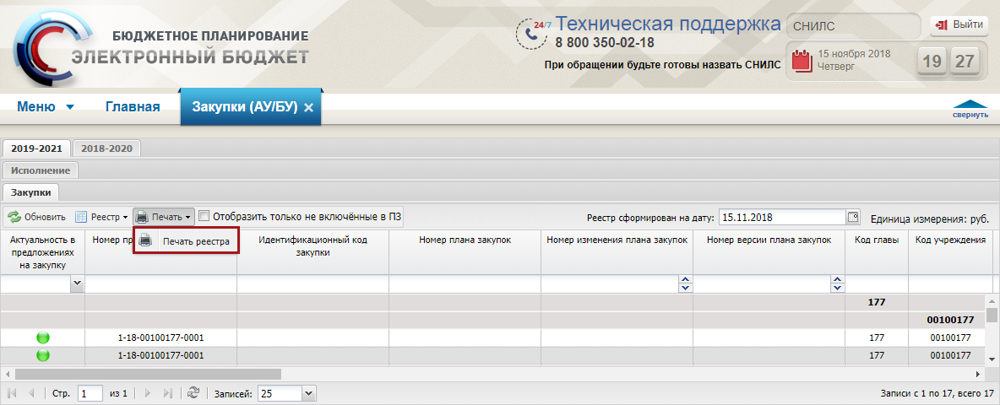 БЮДЖЕТНОЕ ПЛАНИРОВАНИЕ
ЭЛЕКТРОННЫЙ БЮДЖЕТ
24/7
Техническая поддержка
8 800 350-02-18
При обращении будьте готовы назвать СНИЛС
СНИЛС
Выйти
15 ноября 2018
Четверг
19 27
Меню
Главная
Закупки (АУ/БУ)
свернуть
2019-2021
2018-2020
Исполнение
Закупки
Обновить
Реестр
Печать
Отобразить только не включённые в ПЗ
Реестр сформирован на дату:
15.11.2018
Единица измерения: руб.
Печать реестра
Актуальность в
предложениях
на закупку
Номер пр
Идентификационный код
закупки
Номер плана закупок
Номер изменения плана закупок
Номер версии плана закупок
Код главы
Код учреждения
177
00100177
1-18-00100177-0001
177
00100177
1-18-00100177-0001
177
00100177
Стр.
1
из 1
Записей:
25
Записи с 1 по 17, всего 17